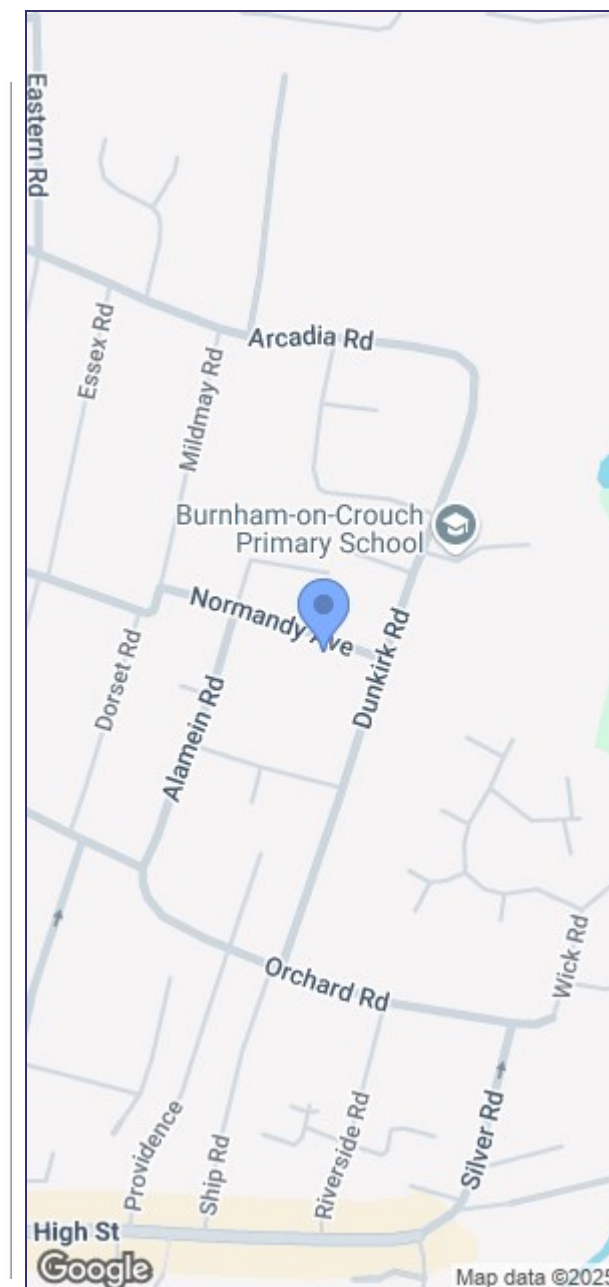 Eastern Rd
Arcadia Rd
Essex Rd
Mildmay Rd
Burnham-on-Crouch
Primary School
Normandy Ave
Dunkirk Rd
Dorset Rd
Alamein Rd
Wick Rd
Orchard Rd
Providence
Ship Rd
Riverside Rd
Silver Rd
High St
Google
Map data ©2025